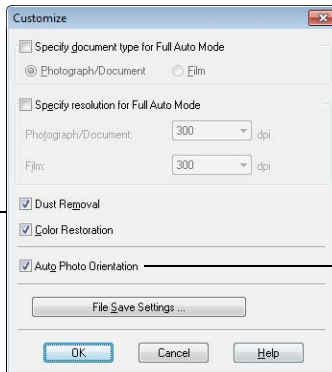 Customize
Specify document type for Full Auto Mode
Photograph/Document
Film
Specify resolution for Full Auto Mode
Photograph/Document:
300
dpi
Film:
300
dpi
Dust Removal
Color Restoration
Auto Photo Orientation
File Save Settings ...
OK
Cancel
Help